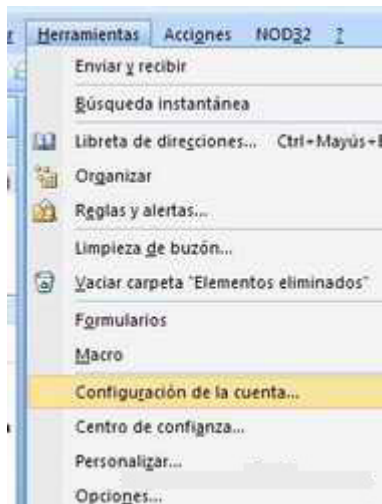 Herramientas Acciones NOD32 ?
Enviar y recibir
Búsqueda instantánea
Libreta de direcciones... Ctrl+Mayús+
Organizar
Reglas y alertas...
Limpieza de buzón...
Vaciar carpeta "Elementos eliminados"
Formularios
Macro
Configuración de la cuenta...
Centro de confianza...
Personalizar...
Opciones...